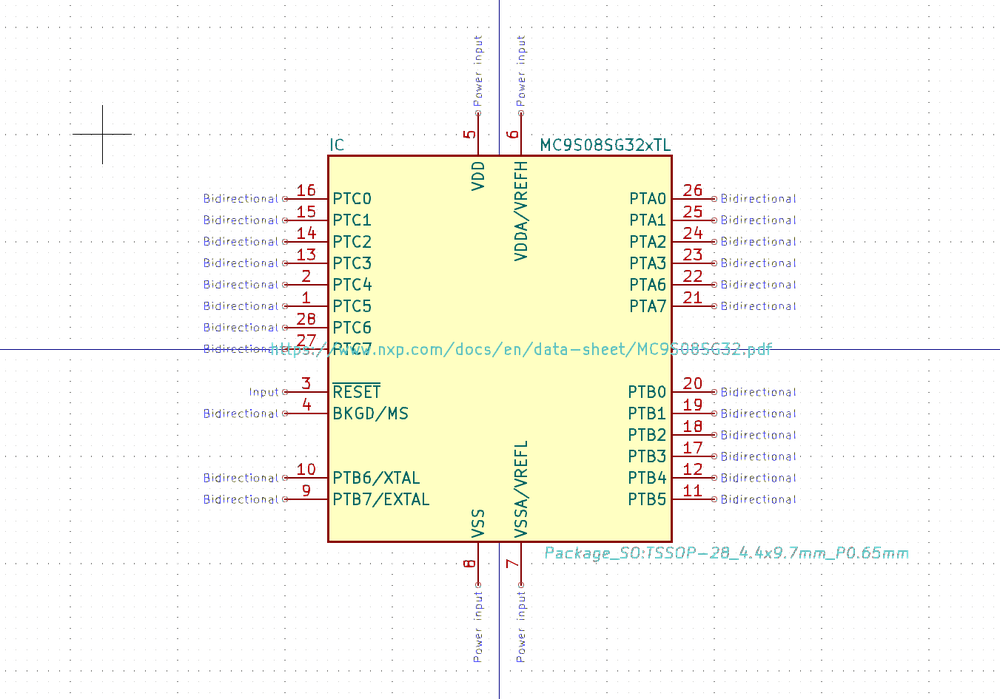 Power input Power input
5 6
IC MC9S08SG32xTL
VDD VDDA/VREFH
Bidirectional 16 PTC0 PTA0 26 Bidirectional
Bidirectional 15 PTC1 PTA1 25 Bidirectional
Bidirectional 14 PTC2 PTA2 24 Bidirectional
Bidirectional 13 PTC3 PTA3 23 Bidirectional
Bidirectional 2 PTC4 PTA6 22 Bidirectional
Bidirectional 1 PTC5 PTA7 21 Bidirectional
Bidirectional 28 PTC6
Bidirectional 27 PTC7
https://www.nxp.com/docs/en/data-sheet/MC9S08SG32.pdf
Input 3 RESET PTB0 20 Bidirectional
Bidirectional 4 BKGD/MS PTB1 19 Bidirectional
PTB2 18 Bidirectional
PTB3 17 Bidirectional
Bidirectional 10 PTB6/XTAL PTB4 12 Bidirectional
Bidirectional 9 PTB7/EXTAL PTB5 11 Bidirectional
VSS VSSA/VREFL
Package_SO:TSSOP-28_4.4x9.7mm_P0.65mm
8 7
Power input Power input